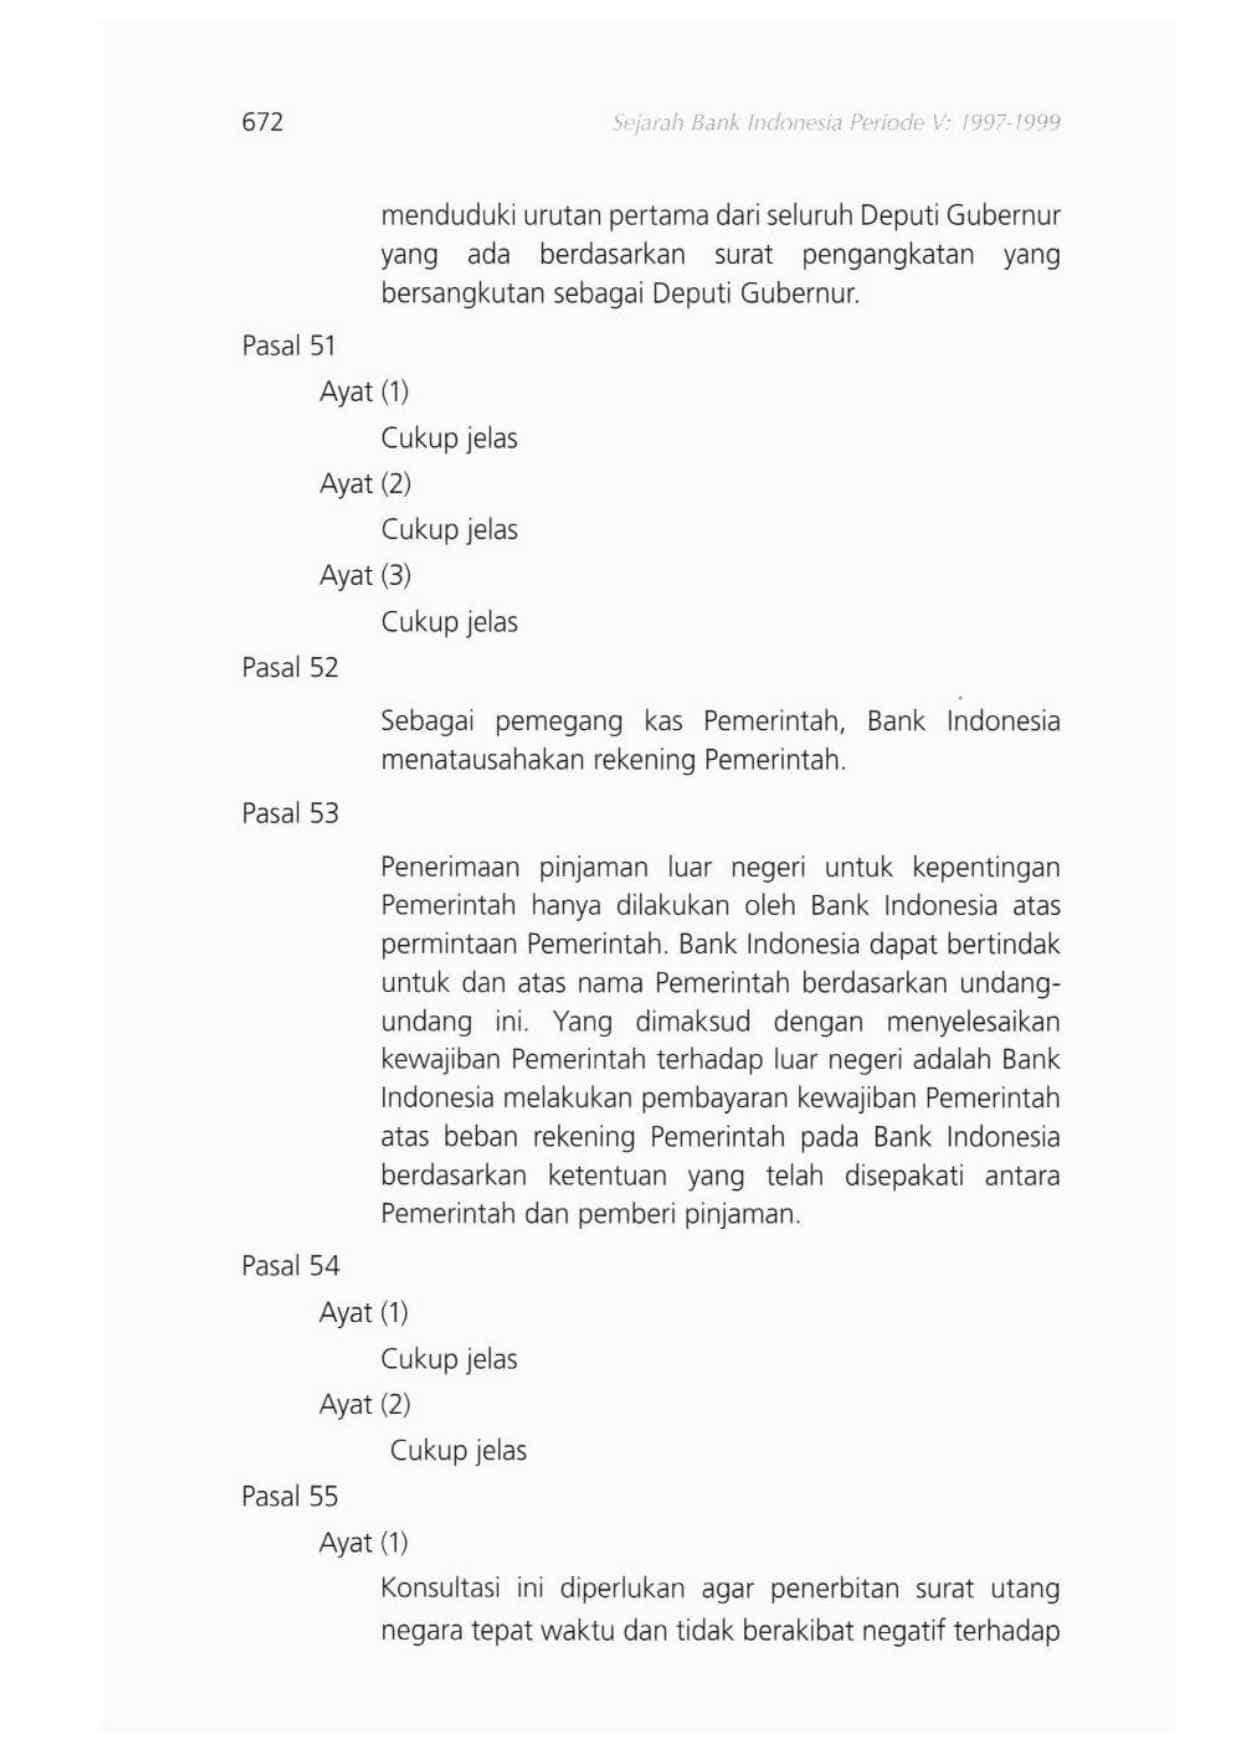 672
Sejarah Bank Indonesia Periode V: 1997-1999
menduduki urutan pertama dari seluruh Deputi Gubernur
yang ada berdasarkan surat pengangkatan yang
bersangkutan sebagai Deputi Gubernur.
Pasal 51
Ayat (1)
Cukup jelas
Ayat (2)
Cukup jelas
Ayat (3)
Cukup jelas
Pasal 52
Sebagai pemegang kas Pemerintah, Bank Indonesia
menatausahakan rekening Pemerintah.
Pasal 53
Penerimaan pinjaman luar negeri untuk kepentingan
Pemerintah hanya dilakukan oleh Bank Indonesia atas
permintaan Pemerintah. Bank Indonesia dapat bertindak
untuk dan atas nama Pemerintah berdasarkan undang-
undang ini. Yang dimaksud dengan menyelesaikan
kewajiban Pemerintah terhadap luar negeri adalah Bank
Indonesia melakukan pembayaran kewajiban Pemerintah
atas beban rekening Pemerintah pada Bank Indonesia
berdasarkan ketentuan yang telah disepakati antara
Pemerintah dan pemberi pinjaman.
Pasal 54
Ayat (1)
Cukup jelas
Ayat (2)
Cukup jelas
Pasal 55
Ayat (1)
Konsultasi ini diperlukan agar penerbitan surat utang
negara tepat waktu dan tidak berakibat negatif terhadap